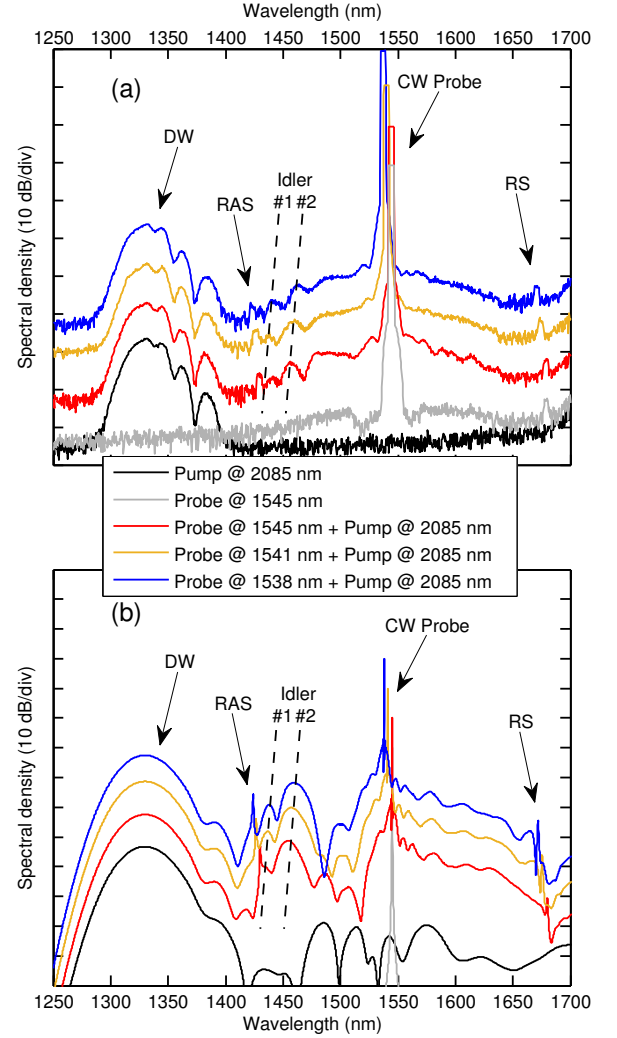 Wavelength (nm)
1250 1300 1350 1400 1450 1500 1550 1600 1650 1700
(a)
CW Probe
DW
Idler
#1 #2
RAS
RS
Spectral density (10 dB/div)
Pump @ 2085 nm
Probe @ 1545 nm
Probe @ 1545 nm + Pump @ 2085 nm
Probe @ 1541 nm + Pump @ 2085 nm
Probe @ 1538 nm + Pump @ 2085 nm
(b)
CW Probe
DW
Idler
#1 #2
RAS
RS
Spectral density (10 dB/div)
1250 1300 1350 1400 1450 1500 1550 1600 1650 1700
Wavelength (nm)